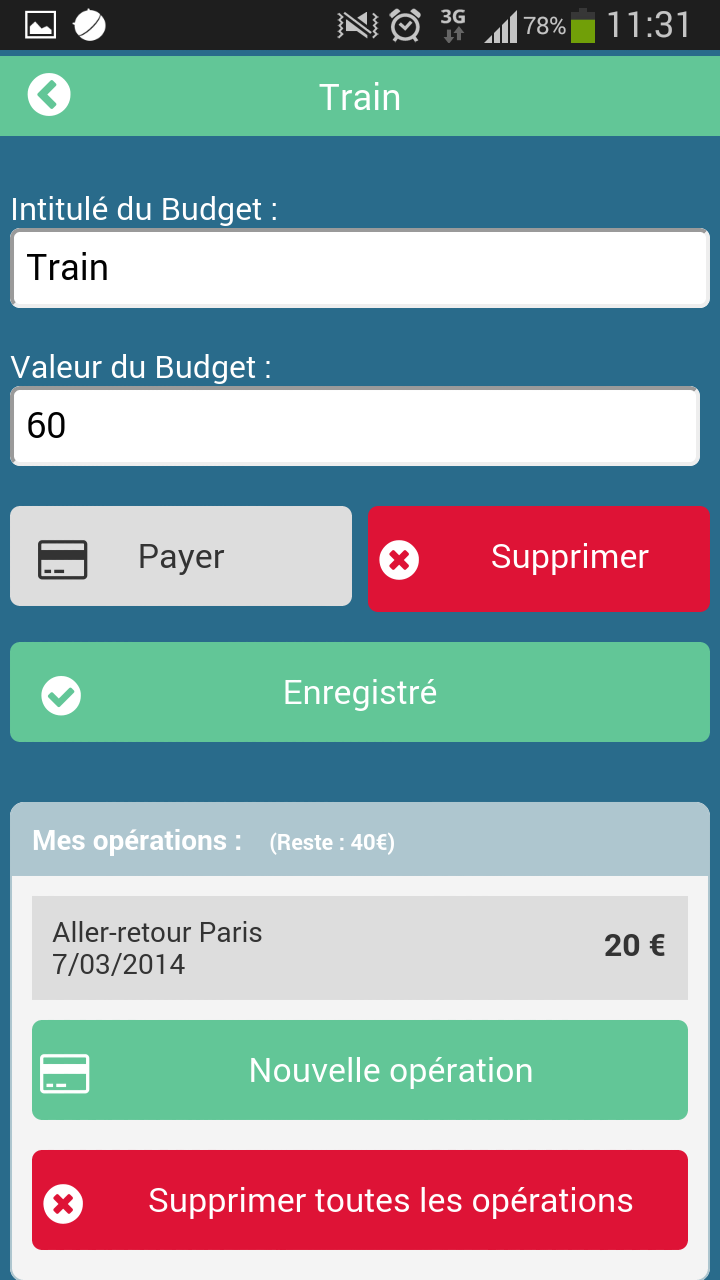 3G 78% 11:31
Train
Intitulé du Budget :
Train
Valeur du Budget :
60
Payer
Supprimer
Enregistré
Mes opérations : (Reste : 40€)
Aller-retour Paris
7/03/2014
20 €
Nouvelle opération
Supprimer toutes les opérations